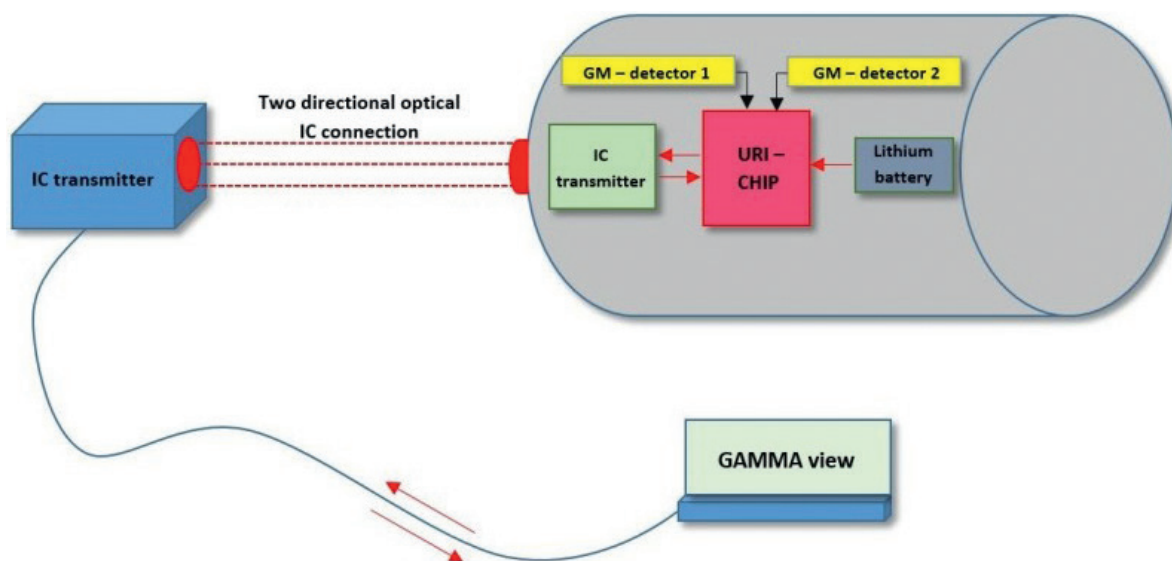 GM – detector 1
GM – detector 2
Two directional optical
IC connection
IC transmitter
IC
transmitter
URI –
CHIP
Lithium
battery
GAMMA view